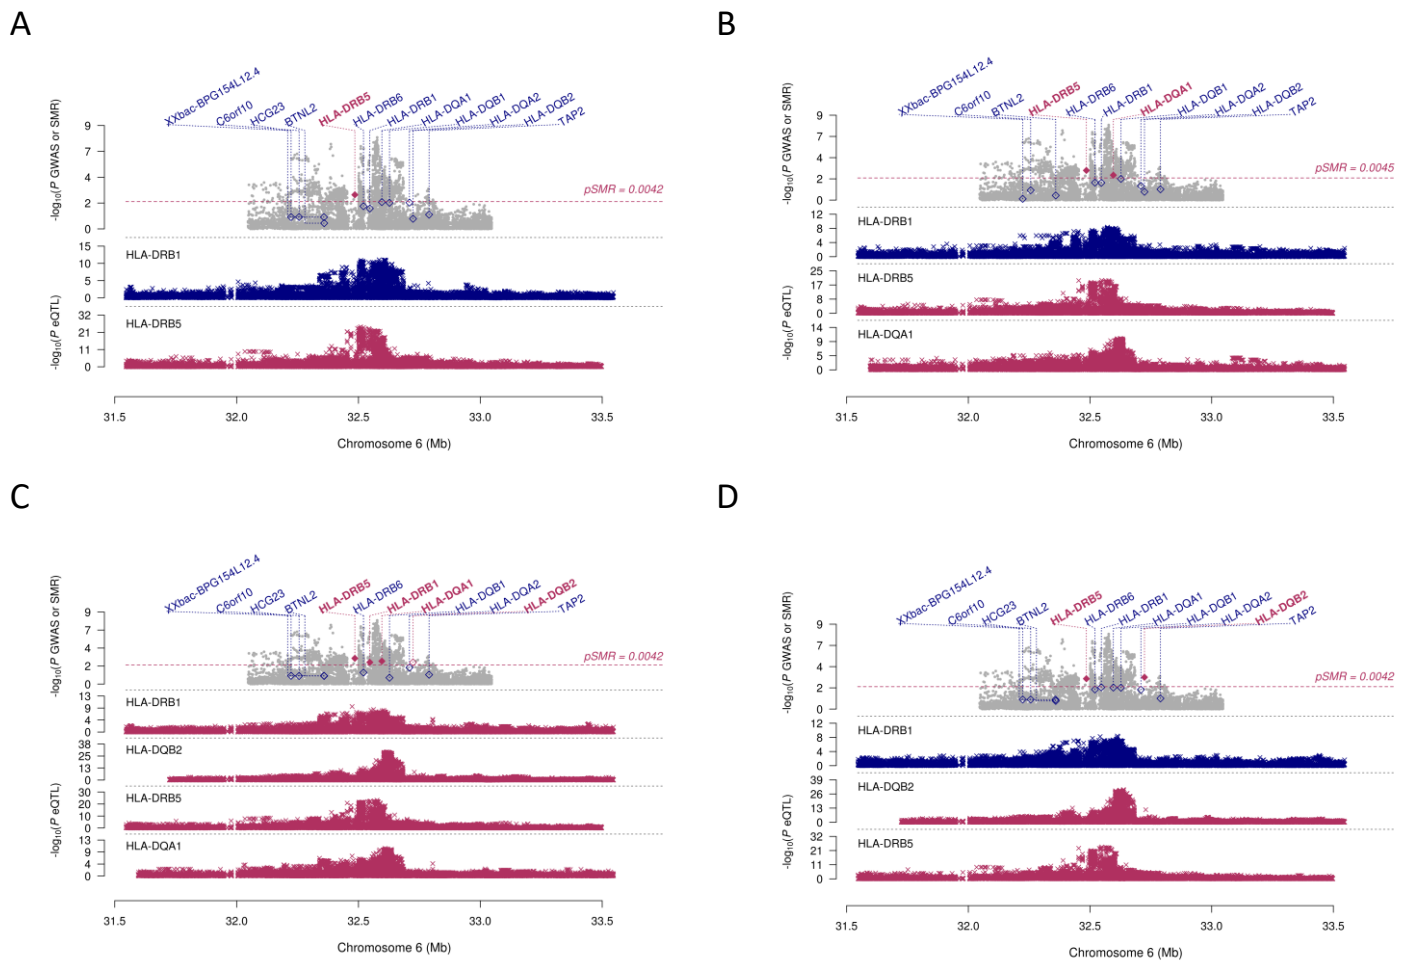 A
XXbac-BPG154L12.4
C6orf10
HCG23
BTNL2
HLA-DRB5
HLA-DRB6
HLA-DRB1
HLA-DQA1
HLA-DQB1
HLA-DQA2
HLA-DQB2
TAP2
-log10(P GWAS or SMR)
9
7
4
2
0
pSMR = 0.0042
HLA-DRB1
15
10
5
0
HLA-DRB5
32
21
11
0
-log10(P eQTL)
31.5 32.0 32.5 33.0 33.5
Chromosome 6 (Mb)
B
XXbac-BPG154L12.4
C6orf10
BTNL2
HLA-DRB5
HLA-DRB6
HLA-DRB1
HLA-DQA1
HLA-DQB1
HLA-DQA2
HLA-DQB2
TAP2
-log10(P GWAS or SMR)
9
7
4
2
0
pSMR = 0.0045
HLA-DRB1
12
8
4
0
HLA-DRB5
25
17
8
0
HLA-DQA1
14
9
5
0
-log10(P eQTL)
31.5 32.0 32.5 33.0 33.5
Chromosome 6 (Mb)
C
XXbac-BPG154L12.4
C6orf10
HCG23
BTNL2
HLA-DRB5
HLA-DRB6
HLA-DRB1
HLA-DQA1
HLA-DQB1
HLA-DQA2
HLA-DQB2
TAP2
-log10(P GWAS or SMR)
9
7
4
2
0
pSMR = 0.0042
HLA-DRB1
13
9
4
0
HLA-DQB2
38
25
13
0
HLA-DRB5
30
20
10
0
HLA-DQA1
13
9
4
0
-log10(P eQTL)
31.5 32.0 32.5 33.0 33.5
Chromosome 6 (Mb)
D
XXbac-BPG154L12.4
C6orf10
HCG23
BTNL2
HLA-DRB5
HLA-DRB6
HLA-DRB1
HLA-DQA1
HLA-DQB1
HLA-DQA2
HLA-DQB2
TAP2
-log10(P GWAS or SMR)
9
7
4
2
0
pSMR = 0.0042
HLA-DRB1
12
8
4
0
HLA-DQB2
39
26
13
0
HLA-DRB5
32
21
11
0
-log10(P eQTL)
31.5 32.0 32.5 33.0 33.5
Chromosome 6 (Mb)